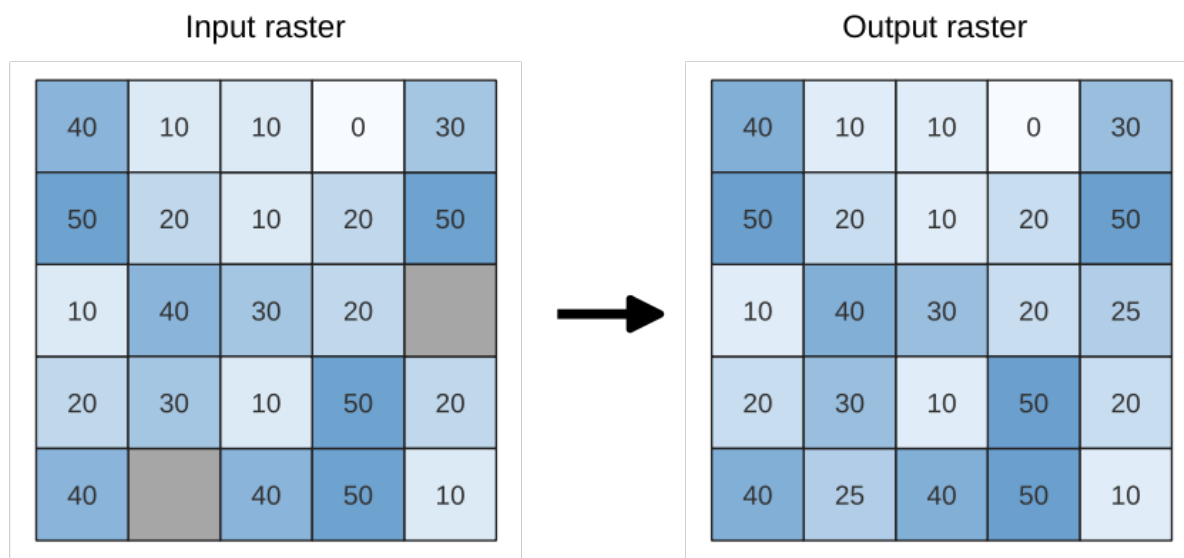 Input raster
40 10 10 0 30
50 20 10 20 50
10 40 30 20
20 30 10 50 20
40 40 50 10
Output raster
40 10 10 0 30
50 20 10 20 50
10 40 30 20 25
20 30 10 50 20
40 25 40 50 10